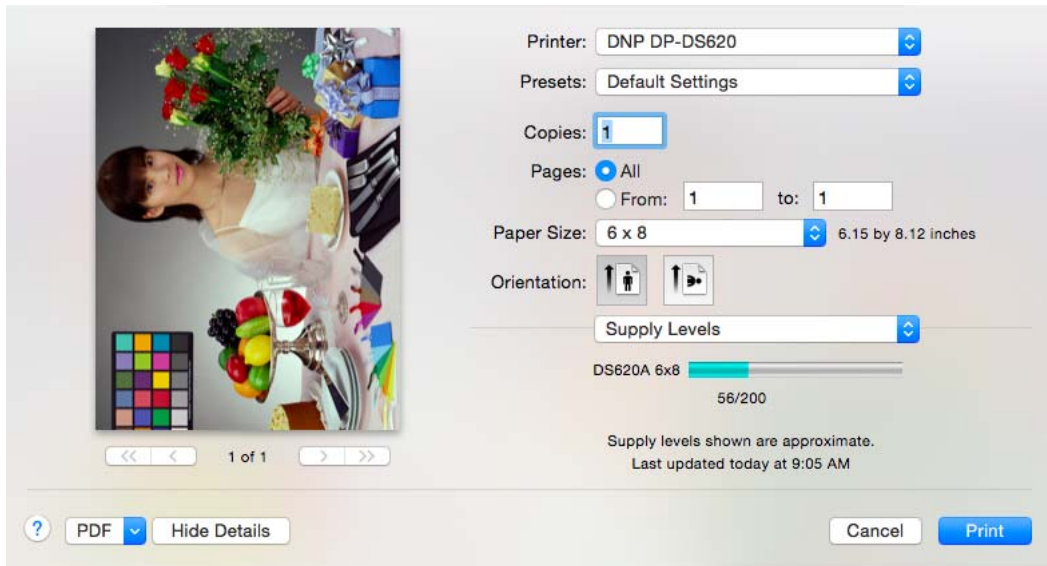 Printer: DNP DP-DS620
Presets: Default Settings
Copies: 1
Pages: All
From: 1 to: 1
Paper Size: 6 x 8 6.15 by 8.12 inches
Orientation:
Supply Levels
DS620A 6x8
56/200
Supply levels shown are approximate.
Last updated today at 9:05 AM
<< < 1 of 1 > >>
? PDF Hide Details Cancel Print